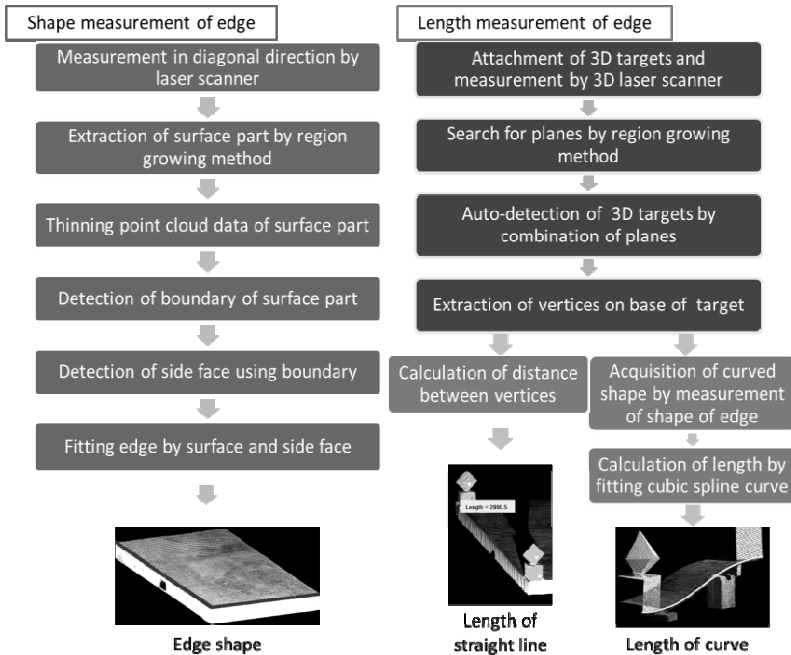 Shape measurement of edge
Measurement in diagonal direction by
laser scanner
Extraction of surface part by region
growing method
Thinning point cloud data of surface part
Detection of boundary of surface part
Detection of side face using boundary
Fitting edge by surface and side face
Edge shape
Length measurement of edge
Attachment of 3D targets and
measurement by 3D laser scanner
Search for planes by region growing
method
Auto-detection of 3D targets by
combination of planes
Extraction of vertices on base of target
Calculation of distance
between vertices
Length =
Length of
straight line
Acquisition of curved
shape by measurement
of shape of edge
Calculation of length by
fitting cubic spline curve
Length of curve